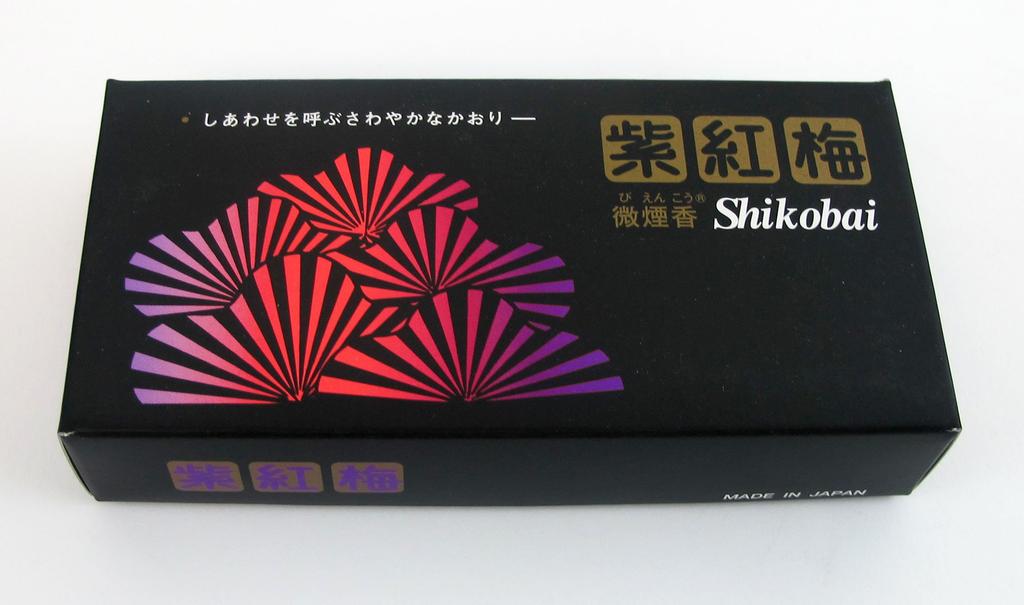 しあわせを呼ぶさわやかなかおり—
紫紅梅
びえんこう®
微煙香 Shikobai
紫紅梅
MADE IN JAPAN